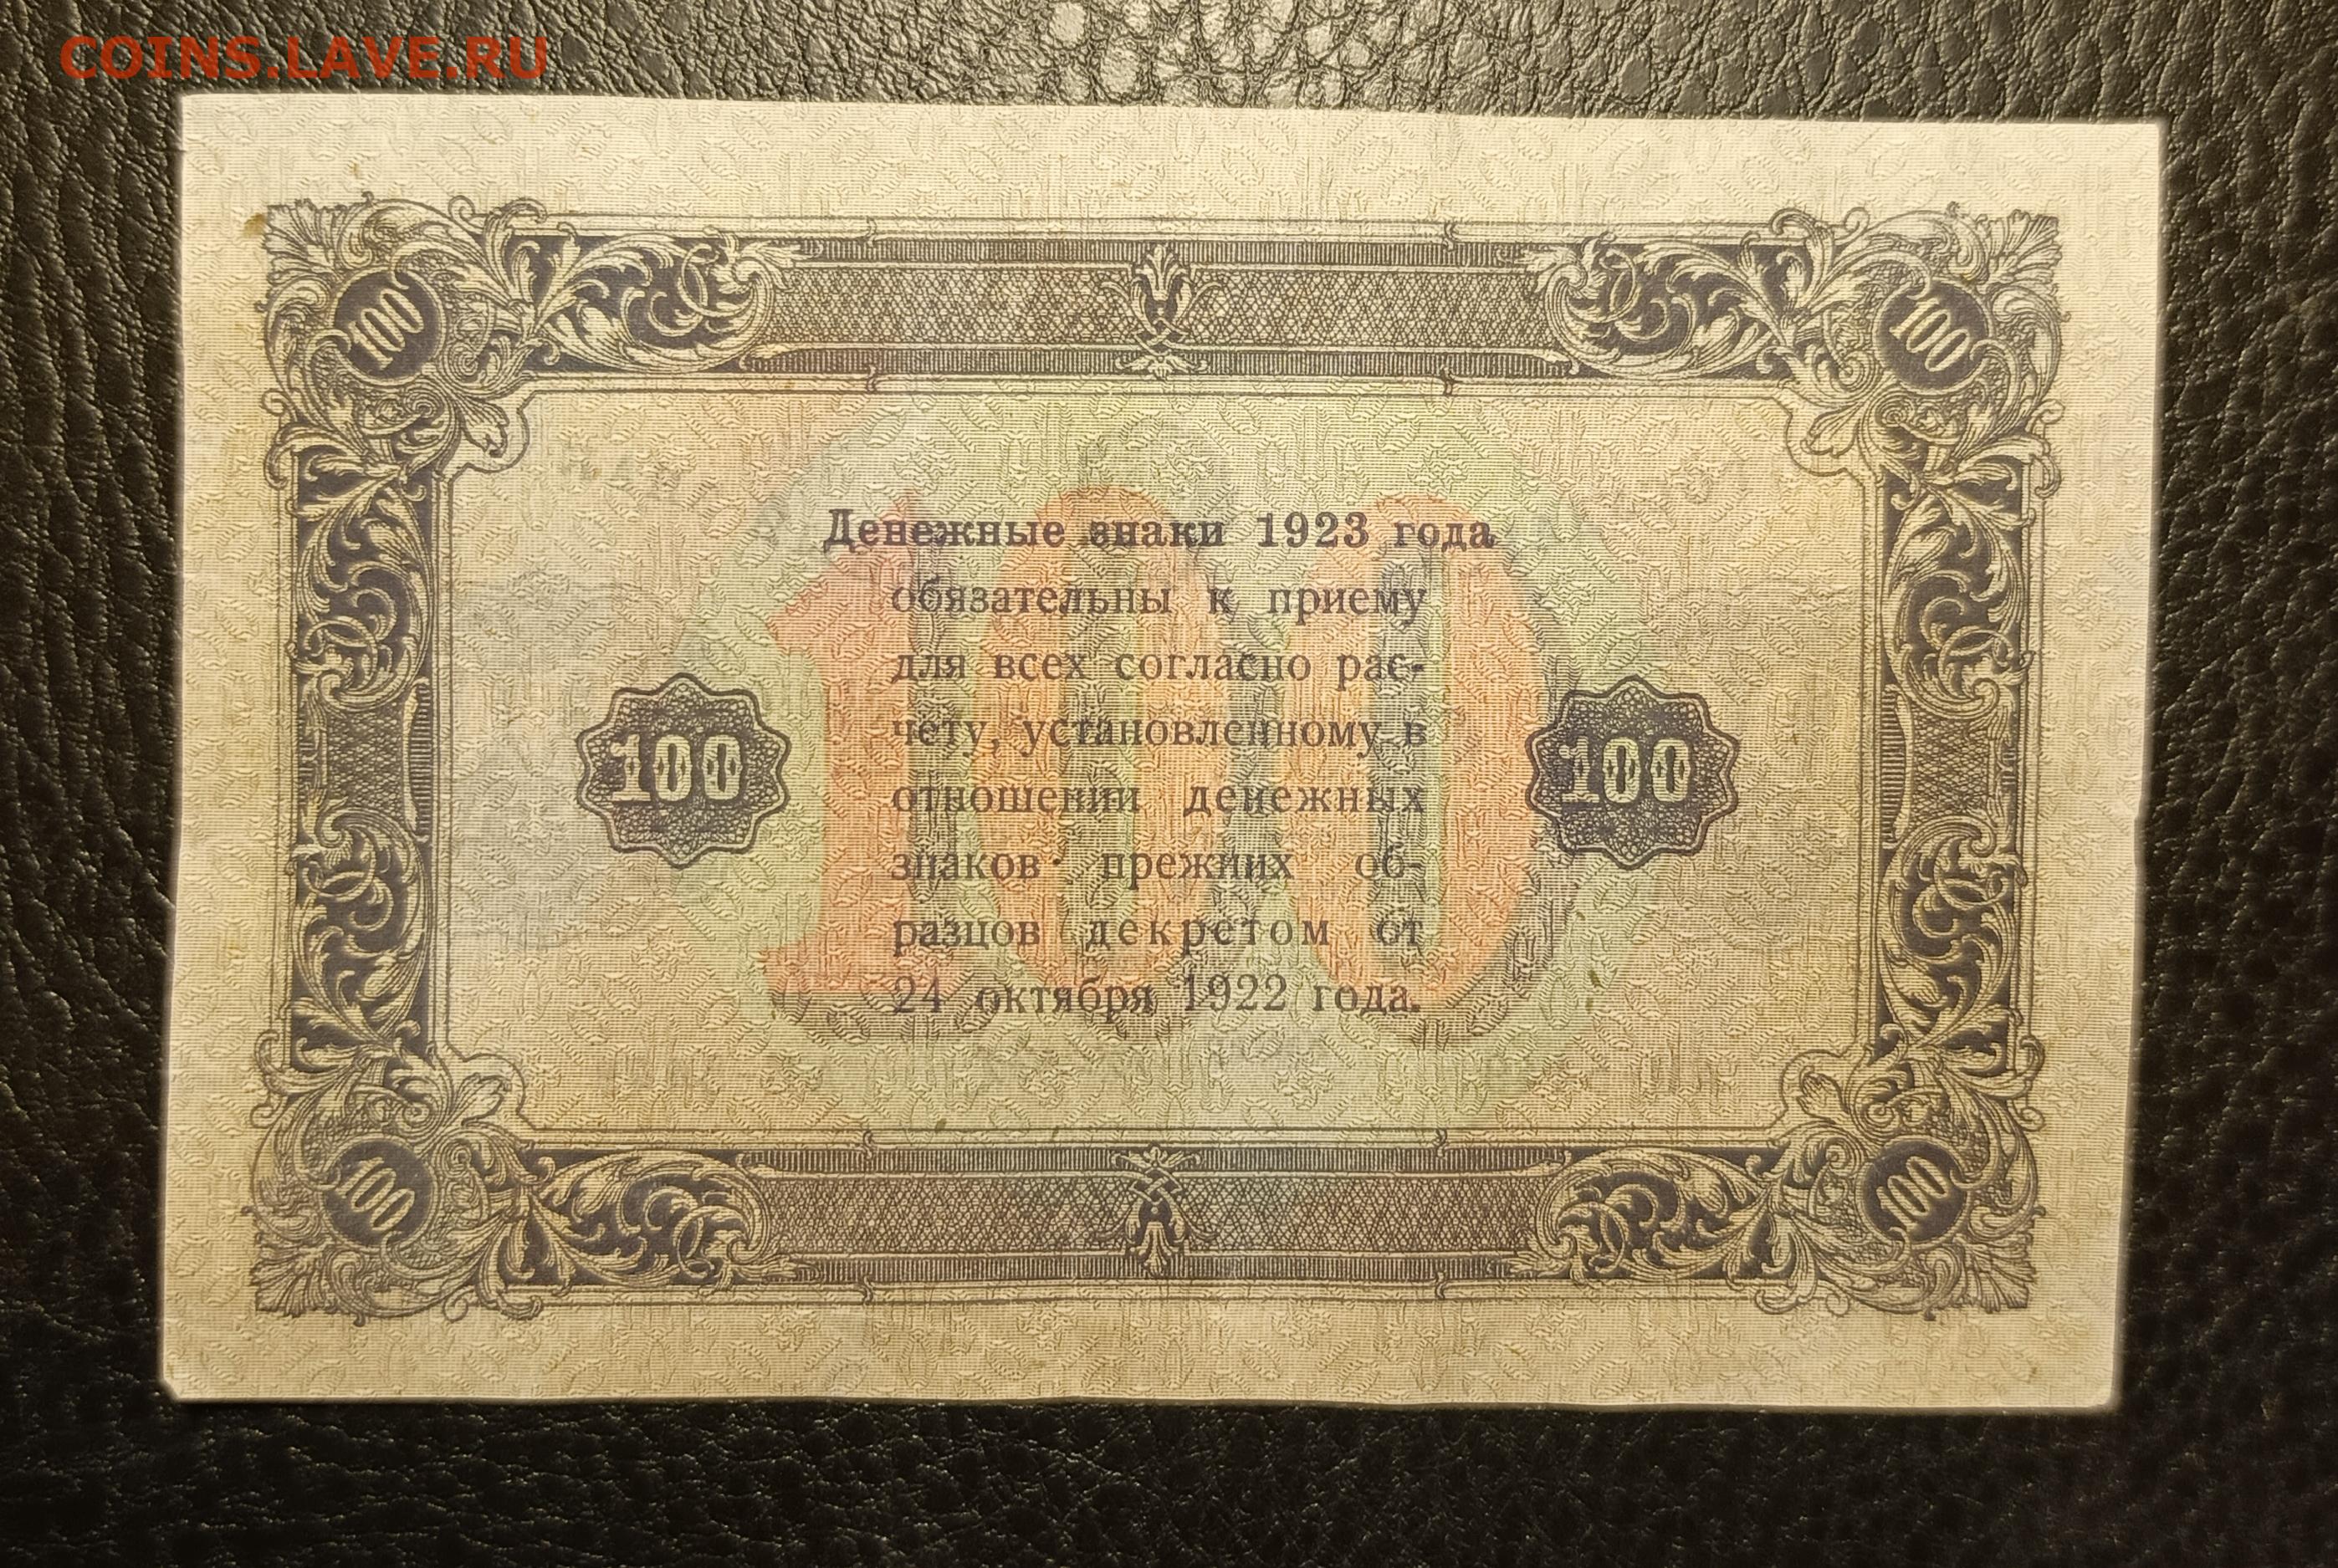 COINS.LAVE.RU
100 100
Денежные знаки 1923 года
обязательны к приему
для всех согласно рас-
чету, установленному в
отношении денежных
знаков прежних об-
разцов декретом от
24 октября 1922 года.
100 100 100
100 100